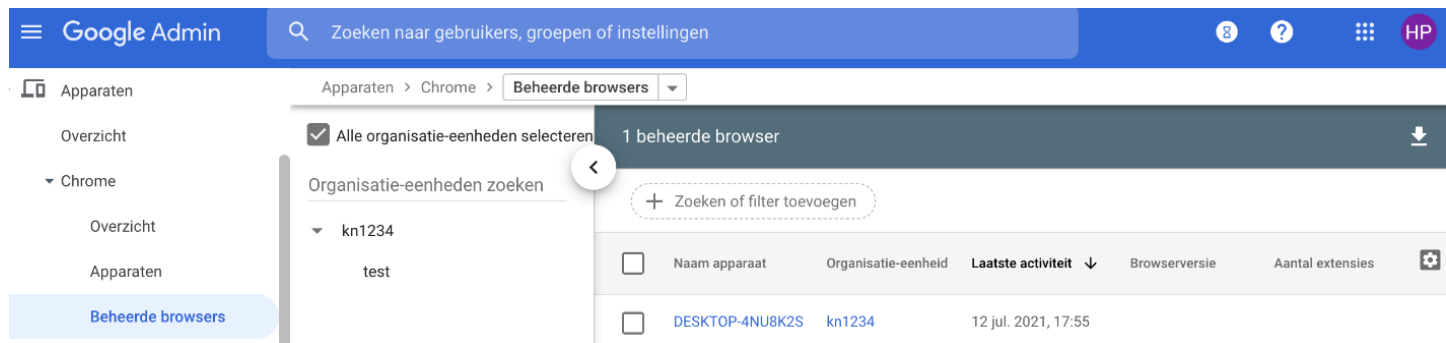 Google Admin
Zoeken naar gebruikers, groepen of instellingen
8
?
HP
Apparaten
Overzicht
Chrome
Overzicht
Apparaten
Beheerde browsers
Apparaten > Chrome > Beheerde browsers
Alle organisatie-eenheden selecteren
Organisatie-eenheden zoeken
kn1234
test
1 beheerde browser
+ Zoeken of filter toevoegen
Naam apparaat Organisatie-eenheid Laatste activiteit ↓ Browserversie Aantal extensies
DESKTOP-4NU8K2S kn1234 12 jul. 2021, 17:55